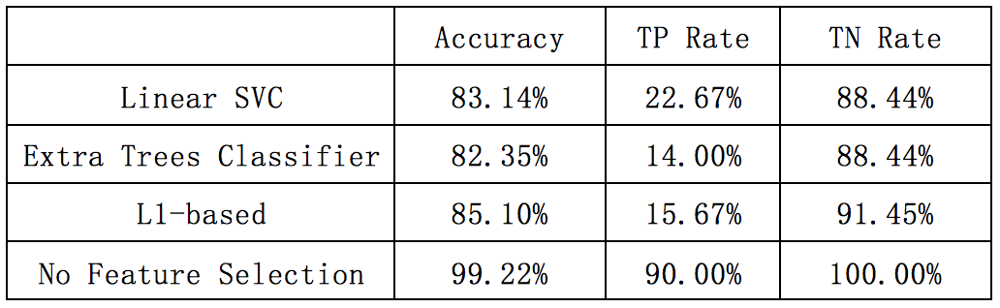 Accuracy TP Rate TN Rate
Linear SVC 83.14% 22.67% 88.44%
Extra Trees Classifier 82.35% 14.00% 88.44%
L1-based 85.10% 15.67% 91.45%
No Feature Selection 99.22% 90.00% 100.00%